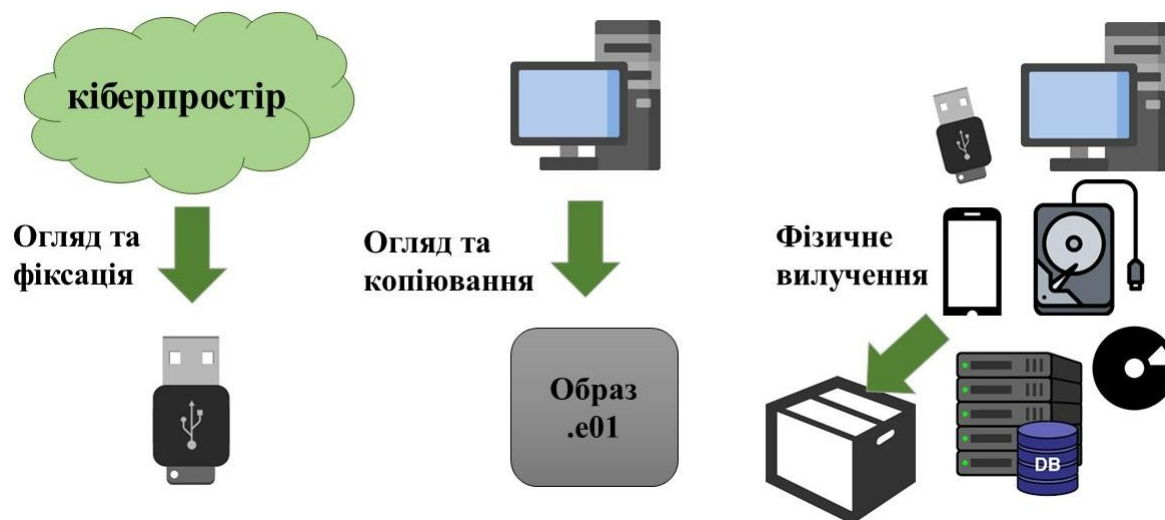 кіберпростір
Огляд та
фіксація
Огляд та
копіювання
Образ
.e01
Фізичне
вилучення
DB